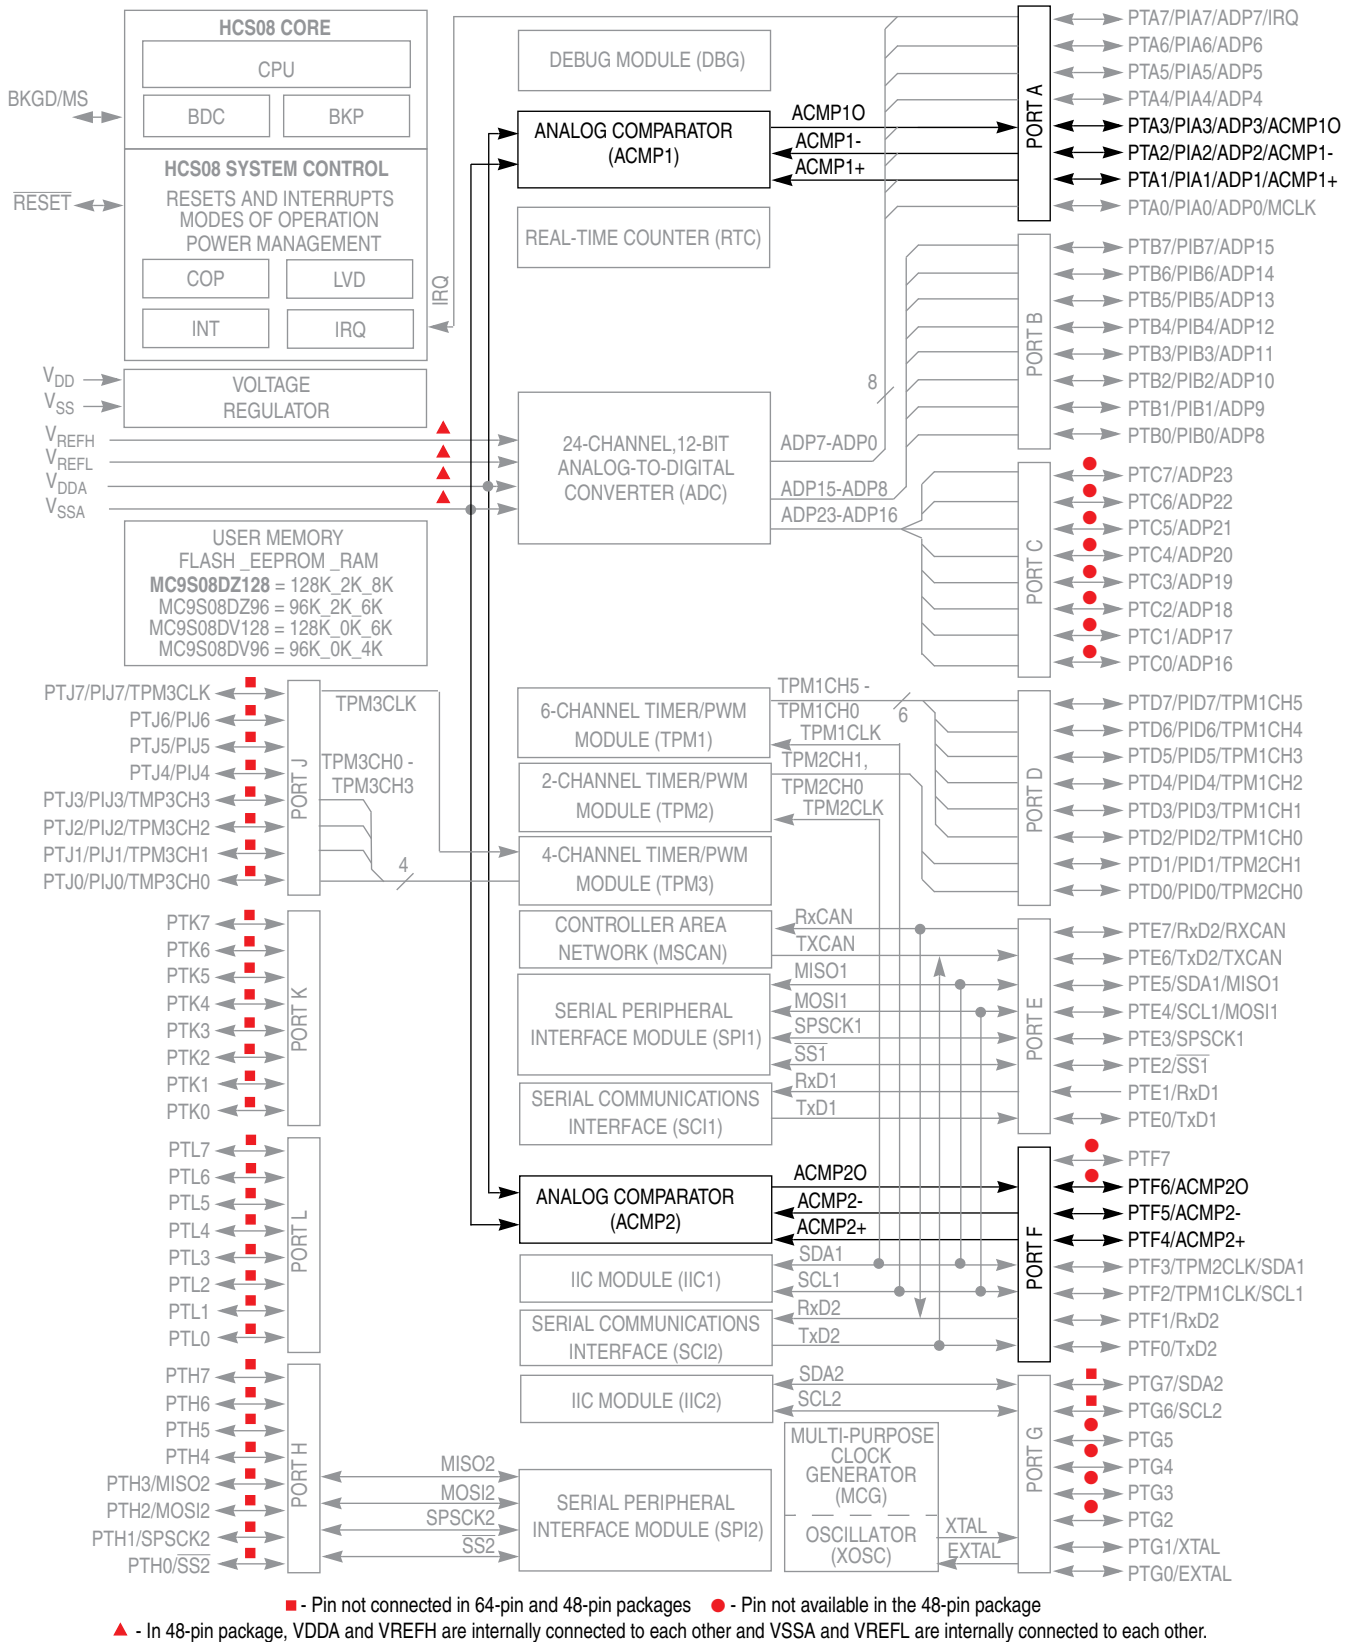 HCS08 CORE
CPU
BDC
BKP
BKGD/MS
HCS08 SYSTEM CONTROL
RESETS AND INTERRUPTS
MODES OF OPERATION
POWER MANAGEMENT
COP
LVD
INT
IRQ
RESET
IRQ
VOLTAGE
REGULATOR
VDD
VSS
VREFH
VREFL
VDDA
VSSA
USER MEMORY
FLASH _EEPROM _RAM
MC9S08DZ128 = 128K_2K_8K
MC9S08DZ96 = 96K_2K_6K
MC9S08DV128 = 128K_0K_6K
MC9S08DV96 = 96K_0K_4K
DEBUG MODULE (DBG)
ANALOG COMPARATOR
(ACMP1)
ACMP1O
ACMP1-
ACMP1+
REAL-TIME COUNTER (RTC)
24-CHANNEL,12-BIT
ANALOG-TO-DIGITAL
CONVERTER (ADC)
8
ADP7-ADP0
ADP15-ADP8
ADP23-ADP16
PORT A
PTA7/PIA7/ADP7/IRQ
PTA6/PIA6/ADP6
PTA5/PIA5/ADP5
PTA4/PIA4/ADP4
PTA3/PIA3/ADP3/ACMP1O
PTA2/PIA2/ADP2/ACMP1-
PTA1/PIA1/ADP1/ACMP1+
PTA0/PIA0/ADP0/MCLK
PORT B
PTB7/PIB7/ADP15
PTB6/PIB6/ADP14
PTB5/PIB5/ADP13
PTB4/PIB4/ADP12
PTB3/PIB3/ADP11
PTB2/PIB2/ADP10
PTB1/PIB1/ADP9
PTB0/PIB0/ADP8
PORT C
PTC7/ADP23
PTC6/ADP22
PTC5/ADP21
PTC4/ADP20
PTC3/ADP19
PTC2/ADP18
PTC1/ADP17
PTC0/ADP16
PTJ7/PIJ7/TPM3CLK
PTJ6/PIJ6
PTJ5/PIJ5
PTJ4/PIJ4
PTJ3/PIJ3/TMP3CH3
PTJ2/PIJ2/TPM3CH2
PTJ1/PIJ1/TPM3CH1
PTJ0/PIJ0/TMP3CH0
PORT J
TPM3CLK
TPM3CH0 -
TPM3CH3
4
6-CHANNEL TIMER/PWM
MODULE (TPM1)
TPM1CH5 -
TPM1CH0
6
TPM1CLK
2-CHANNEL TIMER/PWM
MODULE (TPM2)
TPM2CH1,
TPM2CH0
TPM2CLK
4-CHANNEL TIMER/PWM
MODULE (TPM3)
PORT D
PTD7/PID7/TPM1CH5
PTD6/PID6/TPM1CH4
PTD5/PID5/TPM1CH3
PTD4/PID4/TPM1CH2
PTD3/PID3/TPM1CH1
PTD2/PID2/TPM1CH0
PTD1/PID1/TPM2CH1
PTD0/PID0/TPM2CH0
PTK7
PTK6
PTK5
PTK4
PTK3
PTK2
PTK1
PTK0
PORT K
CONTROLLER AREA
NETWORK (MSCAN)
RxCAN
TXCAN
SERIAL PERIPHERAL
INTERFACE MODULE (SPI1)
MISO1
MOSI1
SPSCK1
SS1
SERIAL COMMUNICATIONS
INTERFACE (SCI1)
RxD1
TxD1
PORT E
PTE7/RxD2/RXCAN
PTE6/TxD2/TXCAN
PTE5/SDA1/MISO1
PTE4/SCL1/MOSI1
PTE3/SPSCK1
PTE2/SS1
PTE1/RxD1
PTE0/TxD1
PTL7
PTL6
PTL5
PTL4
PTL3
PTL2
PTL1
PTL0
PORT L
ANALOG COMPARATOR
(ACMP2)
ACMP2O
ACMP2-
ACMP2+
IIC MODULE (IIC1)
SDA1
SCL1
SERIAL COMMUNICATIONS
INTERFACE (SCI2)
RxD2
TxD2
PORT F
PTF7
PTF6/ACMP2O
PTF5/ACMP2-
PTF4/ACMP2+
PTF3/TPM2CLK/SDA1
PTF2/TPM1CLK/SCL1
PTF1/RxD2
PTF0/TxD2
PTH7
PTH6
PTH5
PTH4
PTH3/MISO2
PTH2/MOSI2
PTH1/SPSCK2
PTH0/SS2
PORT H
MISO2
MOSI2
SPSCK2
SS2
IIC MODULE (IIC2)
SDA2
SCL2
SERIAL PERIPHERAL
INTERFACE MODULE (SPI2)
MULTI-PURPOSE
CLOCK
GENERATOR
(MCG)
OSCILLATOR
(XOSC)
XTAL
EXTAL
PORT G
PTG7/SDA2
PTG6/SCL2
PTG5
PTG4
PTG3
PTG2
PTG1/XTAL
PTG0/EXTAL
- Pin not connected in 64-pin and 48-pin packages - Pin not available in the 48-pin package
- In 48-pin package, VDDA and VREFH are internally connected to each other and VSSA and VREFL are internally connected to each other.